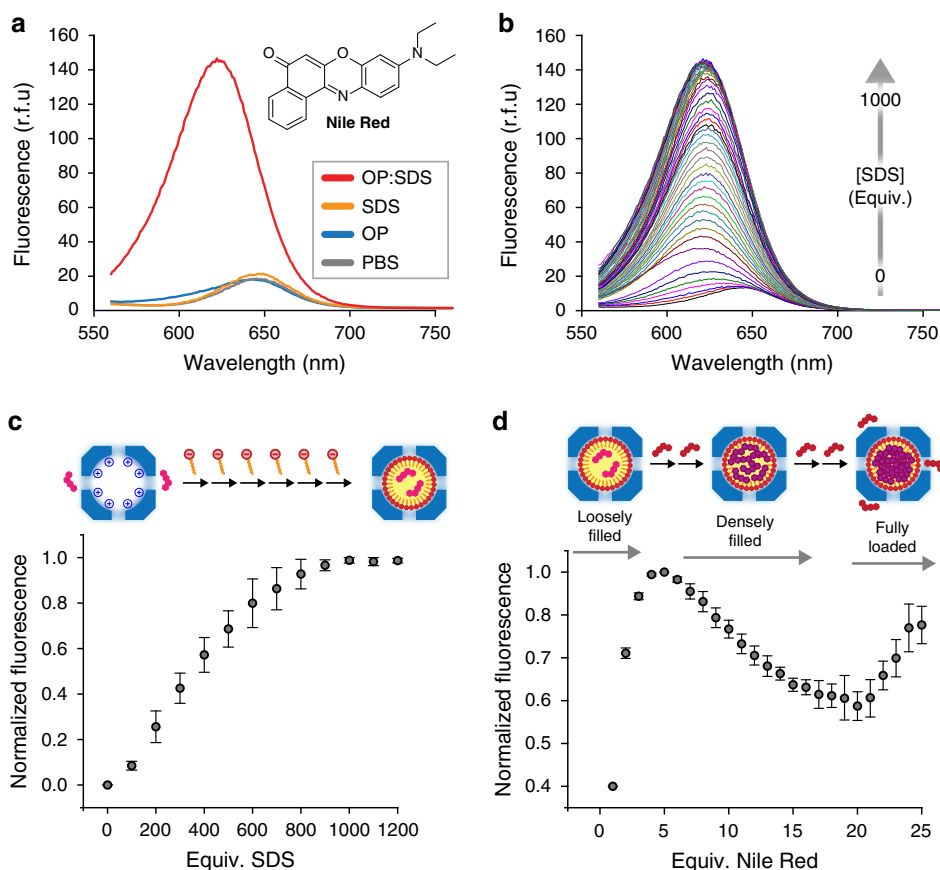 a
Fluorescence (r.f.u)
160
140
120
100
80
60
40
20
0
550
600
650
700
750
Wavelength (nm)
O
O
N
N
Nile Red
OP:SDS
SDS
OP
PBS
b
Fluorescence (r.f.u)
160
140
120
100
80
60
40
20
0
550
600
650
700
750
Wavelength (nm)
1000
[SDS]
(Equiv.)
0
c
Normalized fluorescence
1.0
0.8
0.6
0.4
0.2
0.0
0
200
400
600
800
1000
1200
Equiv. SDS
d
Loosely
filled
Densely
filled
Fully
loaded
Normalized fluorescence
1.0
0.8
0.7
0.6
0.5
0.4
0
5
10
15
20
25
Equiv. Nile Red